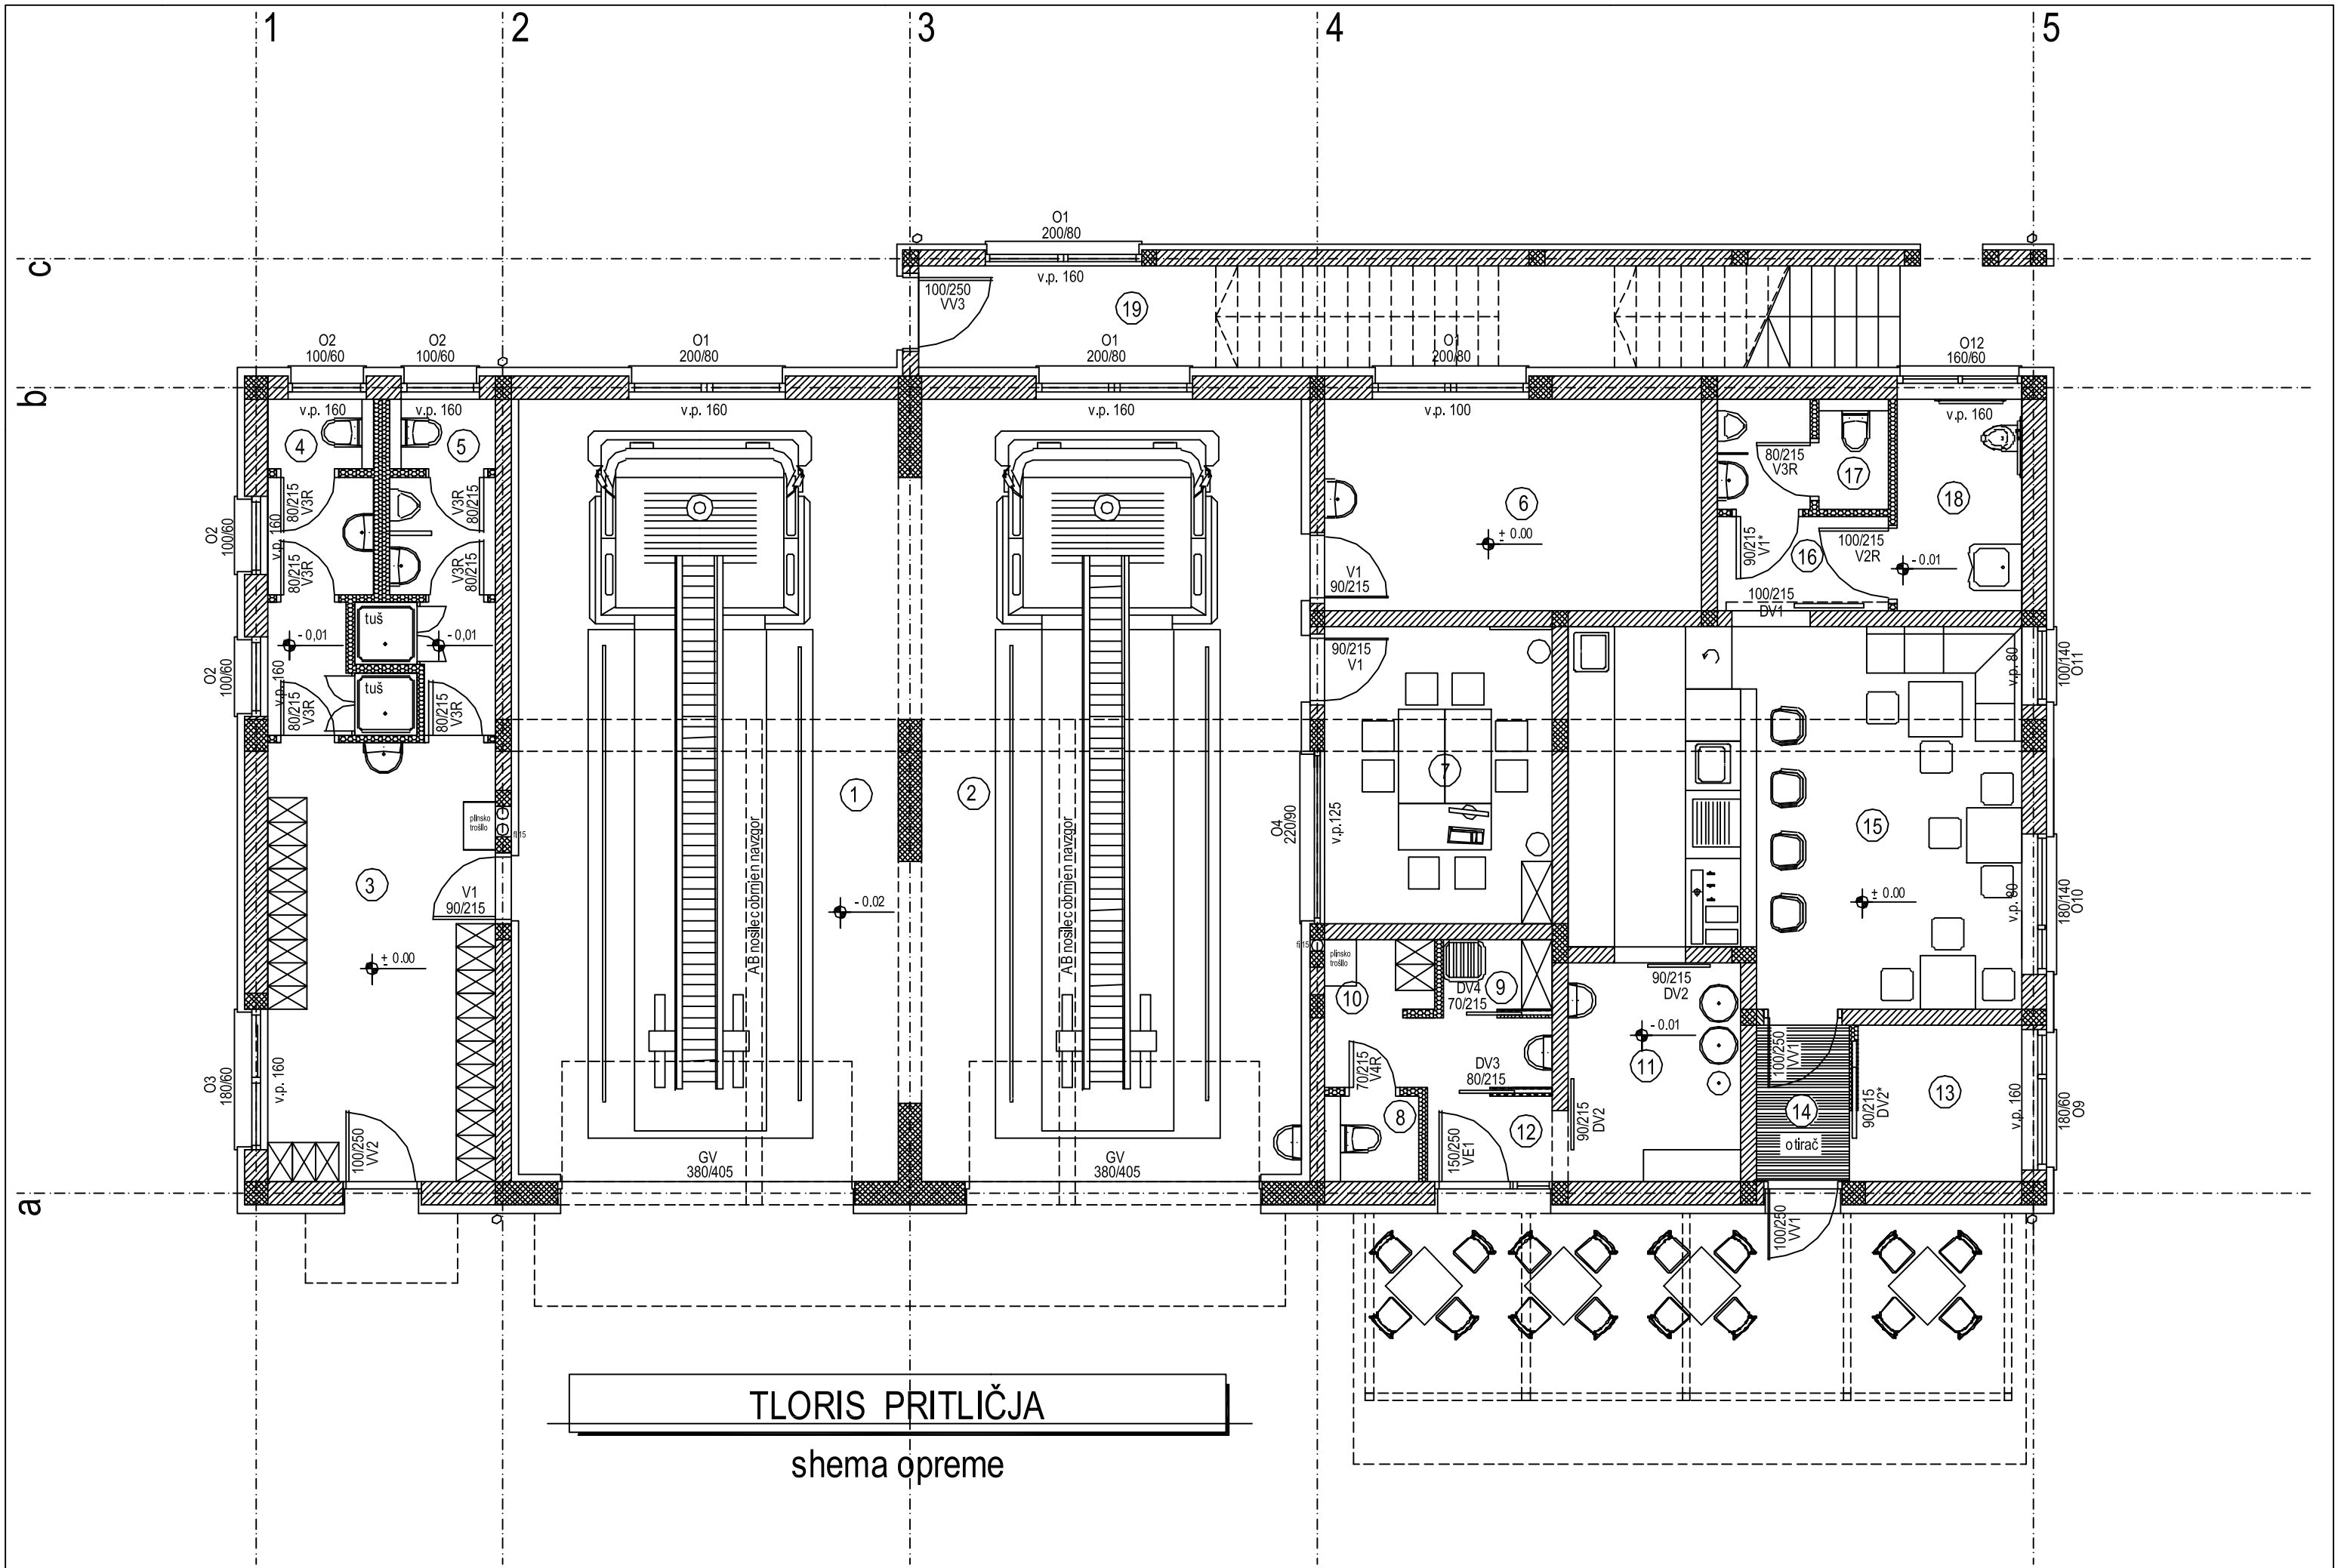 1
2
3
4
5
c
b
a
O1
200/80
v.p. 160
100/250
VV3
19
O2
100/60
O2
100/60
O1
200/80
O1
200/80
O1
200/80
O12
160/60
v.p. 160
v.p. 160
v.p. 160
v.p. 160
v.p. 100
v.p. 160
4
5
80/215
V3R
V3R
80/215
O2
100/60
v.p. 160
80/215
V3R
V3R
80/215
6
± 0.00
80/215
V3R
17
18
90/215
V1*
16
100/215
V2R
- 0.01
100/215
DV1
V1
90/215
tuš
- 0,01
- 0,01
O2
100/60
v.p. 160
tuš
80/215
V3R
80/215
V3R
90/215
V1
v.p. 80
100/140
O11
7
1
2
plinsko
trošilo
fi 15
O4
220/90
v.p.125
15
3
V1
90/215
AB nosilec obrnjen navzgor
AB nosilec obrnjen navzgor
- 0.02
± 0.00
v.p. 80
180/140
O10
± 0.00
fi 15
plinsko
trošilo
10
9
DV4
70/215
90/215
DV2
- 0.01
11
O3
180/60
v.p. 160
70/215
V4R
DV3
80/215
100/250
VV1
14
otirač
90/215
DV2*
13
v.p. 160
180/60
O9
8
12
90/215
DV2
100/250
VV2
GV
380/405
GV
380/405
150/250
VE1
100/250
VV1
TLORIS PRITLIČJA
shema opreme